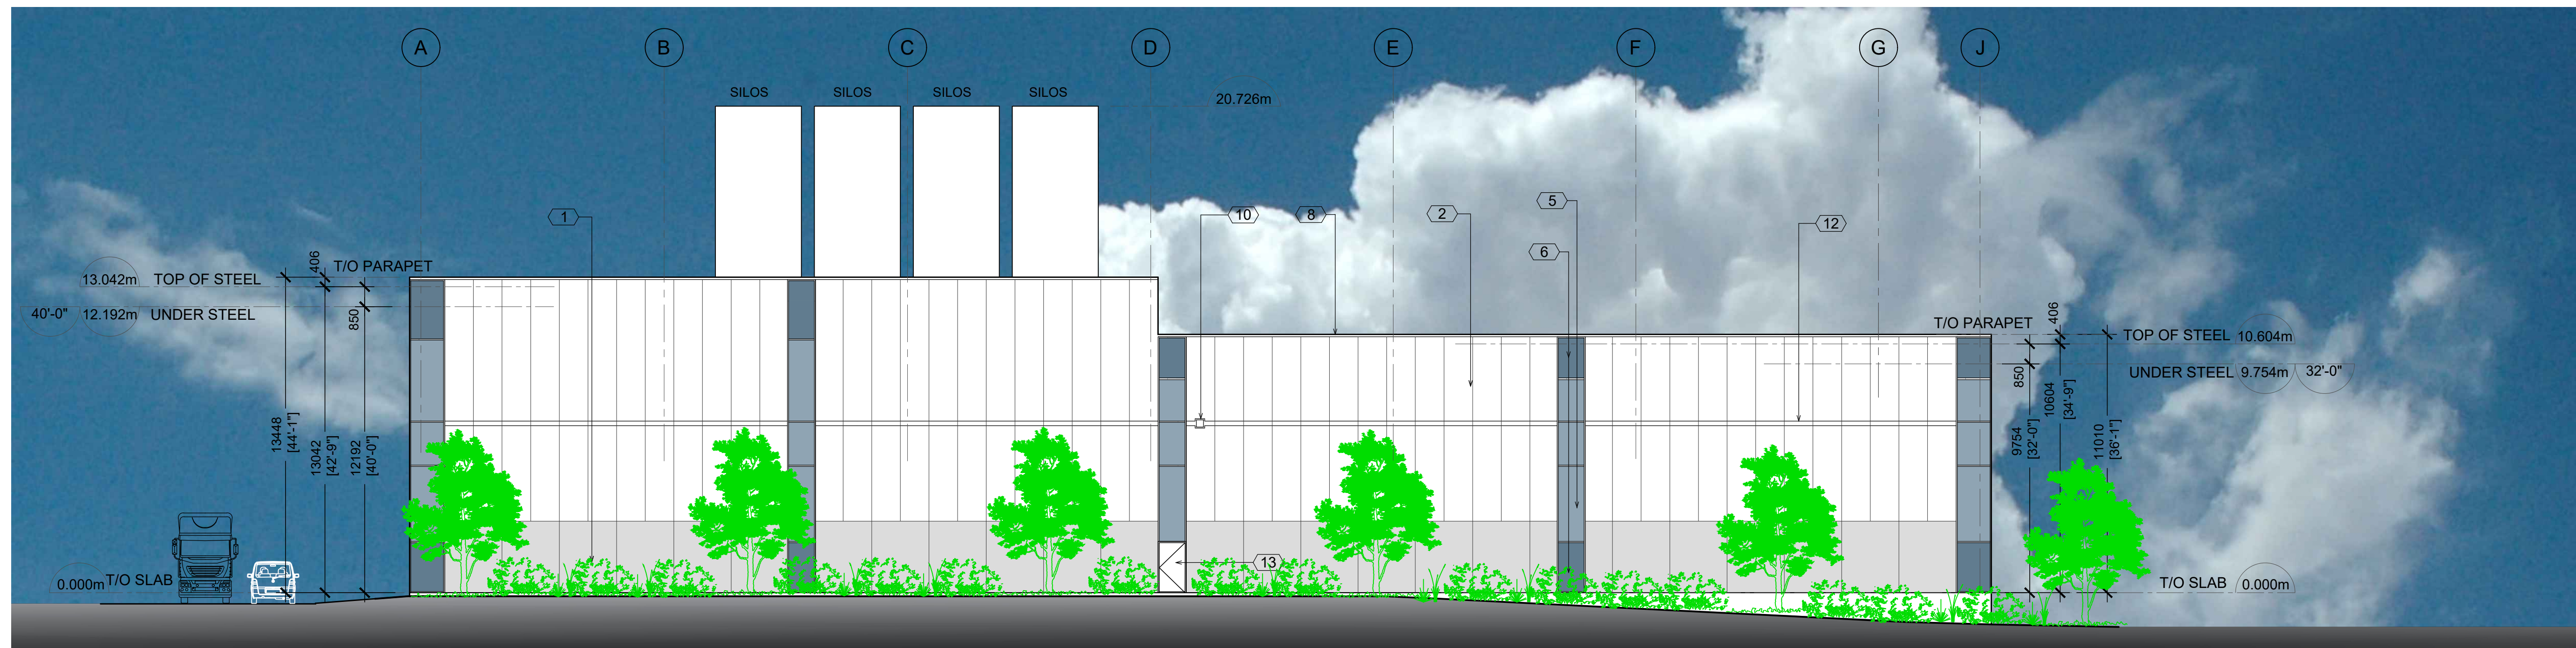 A
B
C
D
E
F
G
J
SILOS
SILOS
SILOS
SILOS
20.726m
1
10
8
2
5
6
12
13
T/O PARAPET
406
13.042m
TOP OF STEEL
40'-0"
12.192m
UNDER STEEL
850
13448
[44'-1"]
13042
[42'-9"]
12192
[40'-0"]
0.000m
T/O SLAB
T/O PARAPET
406
TOP OF STEEL
10.604m
UNDER STEEL
9.754m
32'-0"
850
9754
[32'-0"]
10604
[34'-9"]
11010
[36'-1"]
T/O SLAB
0.000m